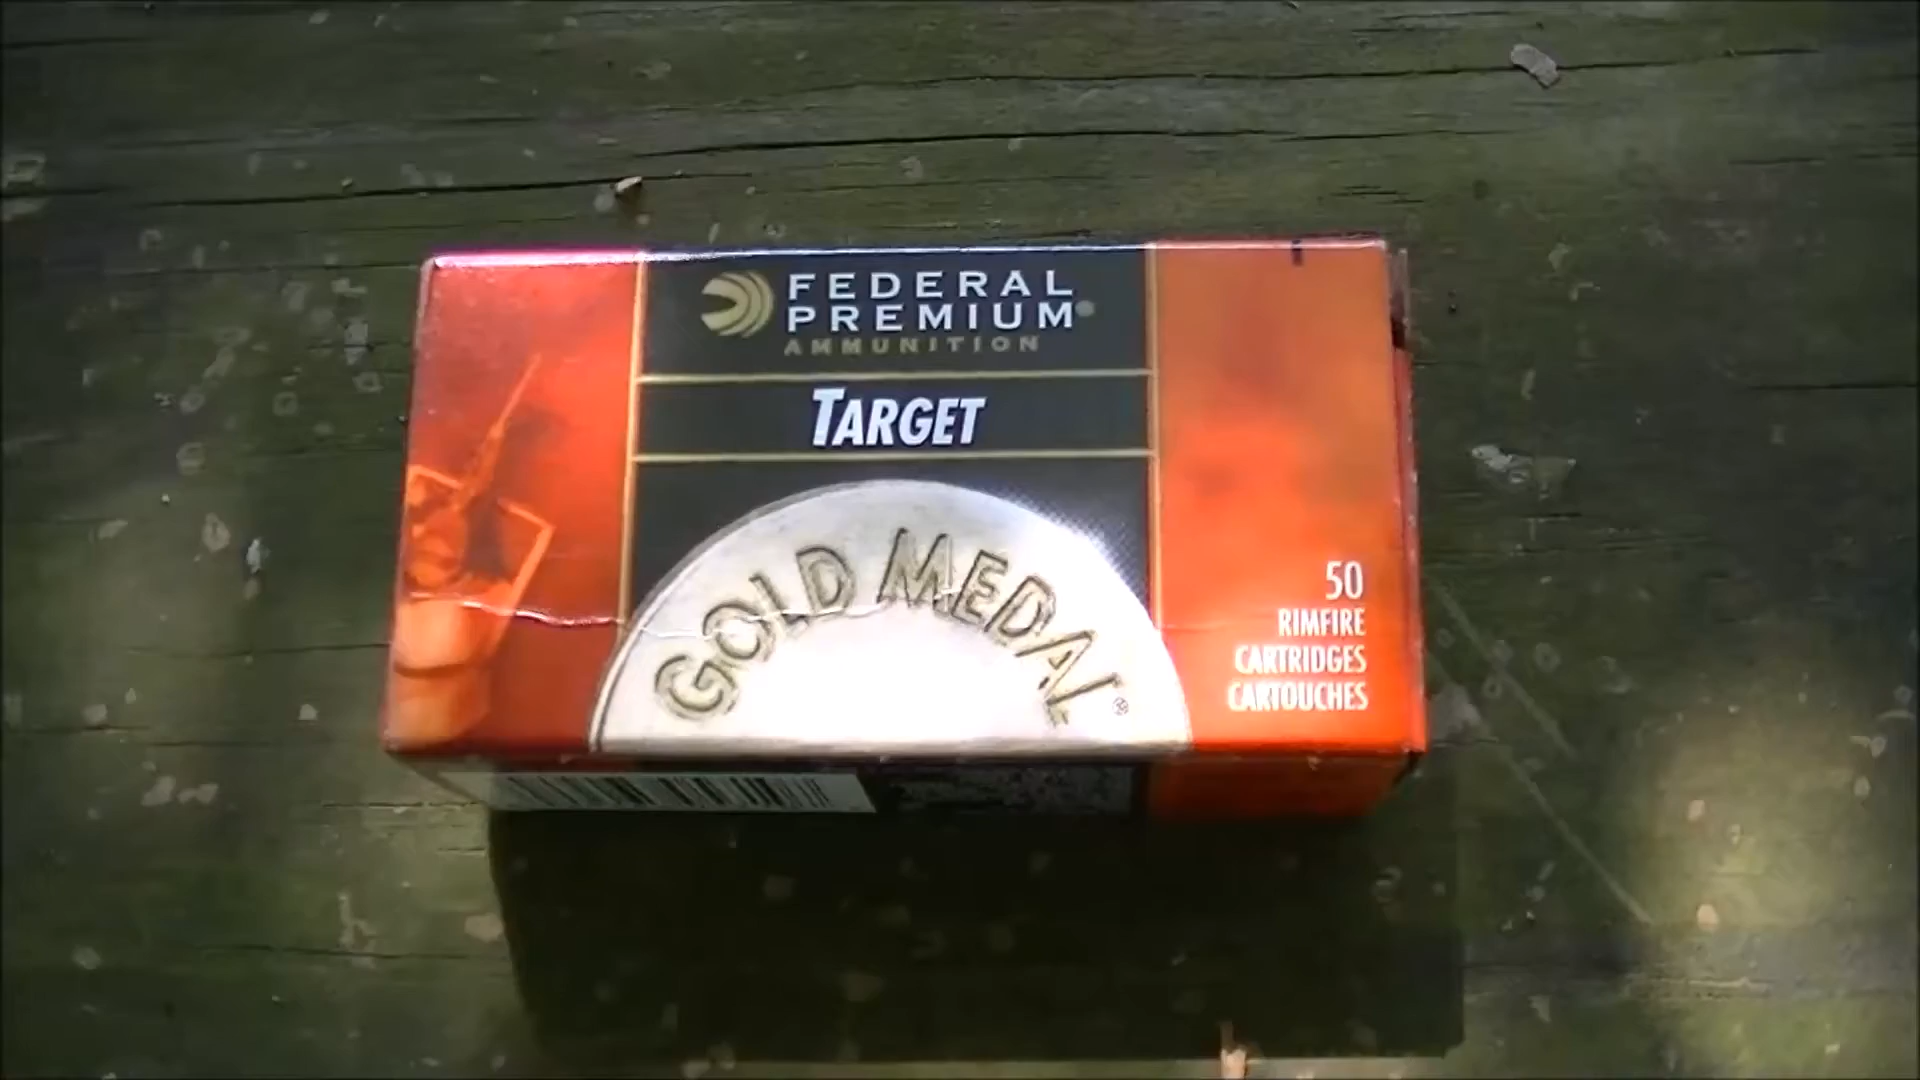 FEDERAL
PREMIUM
AMMUNITION
TARGET
GOLD MEDAL®
50
RIMFIRE
CARTRIDGES
CARTOUCHES